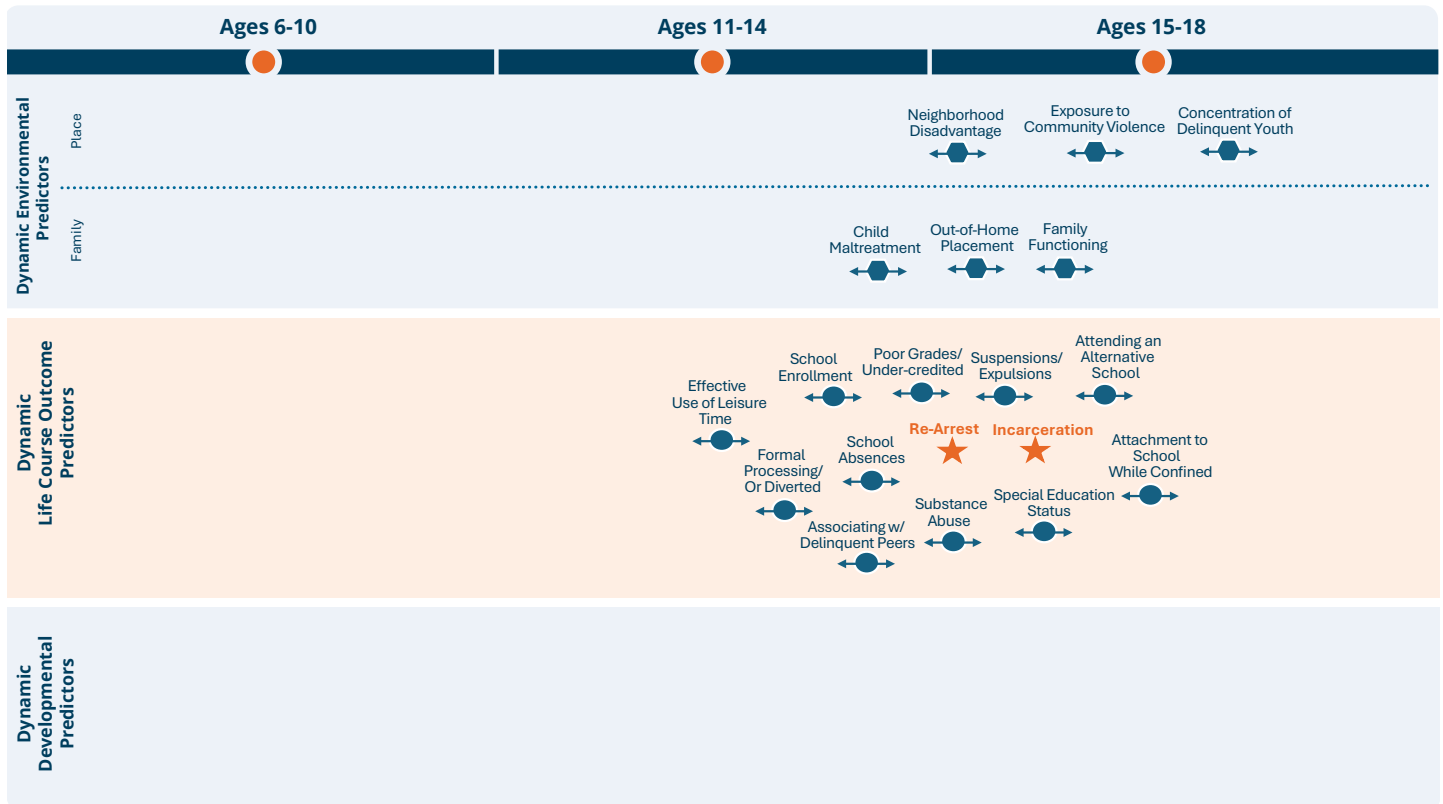 Ages 6-10
Ages 11-14
Ages 15-18
Dynamic Environmental
Predictors
Place
Neighborhood
Disadvantage
Exposure to
Community Violence
Concentration of
Delinquent Youth
Family
Child
Maltreatment
Out-of-Home
Placement
Family
Functioning
Dynamic
Life Course Outcome
Predictors
Effective
Use of Leisure
Time
School
Enrollment
Poor Grades/
Under-credited
Suspensions/
Expulsions
Attending an
Alternative
School
Formal
Processing/
Or Diverted
School
Absences
Re-Arrest
Incarceration
Attachment to
School
While Confined
Associating w/
Delinquent Peers
Substance
Abuse
Special Education
Status
Dynamic
Developmental
Predictors